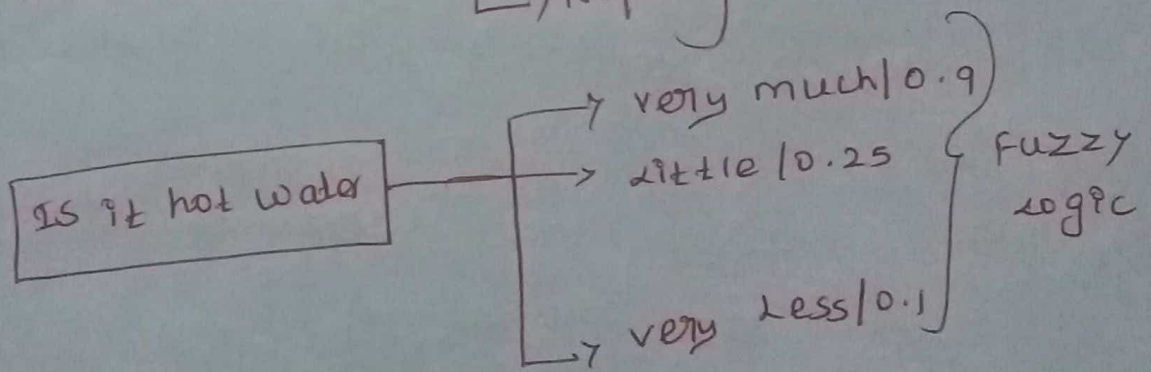 very much/0.9
Is it hot water
little/0.25
Fuzzy
logic
very Less/0.1